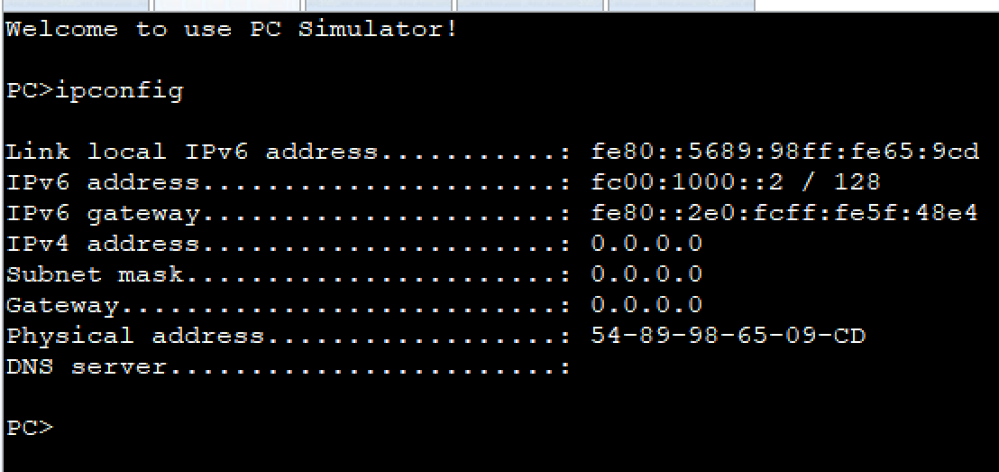 Welcome to use PC Simulator!
PC>ipconfig
Link local IPv6 address...........: fe80::5689:98ff:fe65:9cd
IPv6 address......................: fc00:1000::2 / 128
IPv6 gateway......................: fe80::2e0:fcff:fe5f:48e4
IPv4 address......................: 0.0.0.0
Subnet mask.......................: 0.0.0.0
Gateway...........................: 0.0.0.0
Physical address..................: 54-89-98-65-09-CD
DNS server........................:
PC>